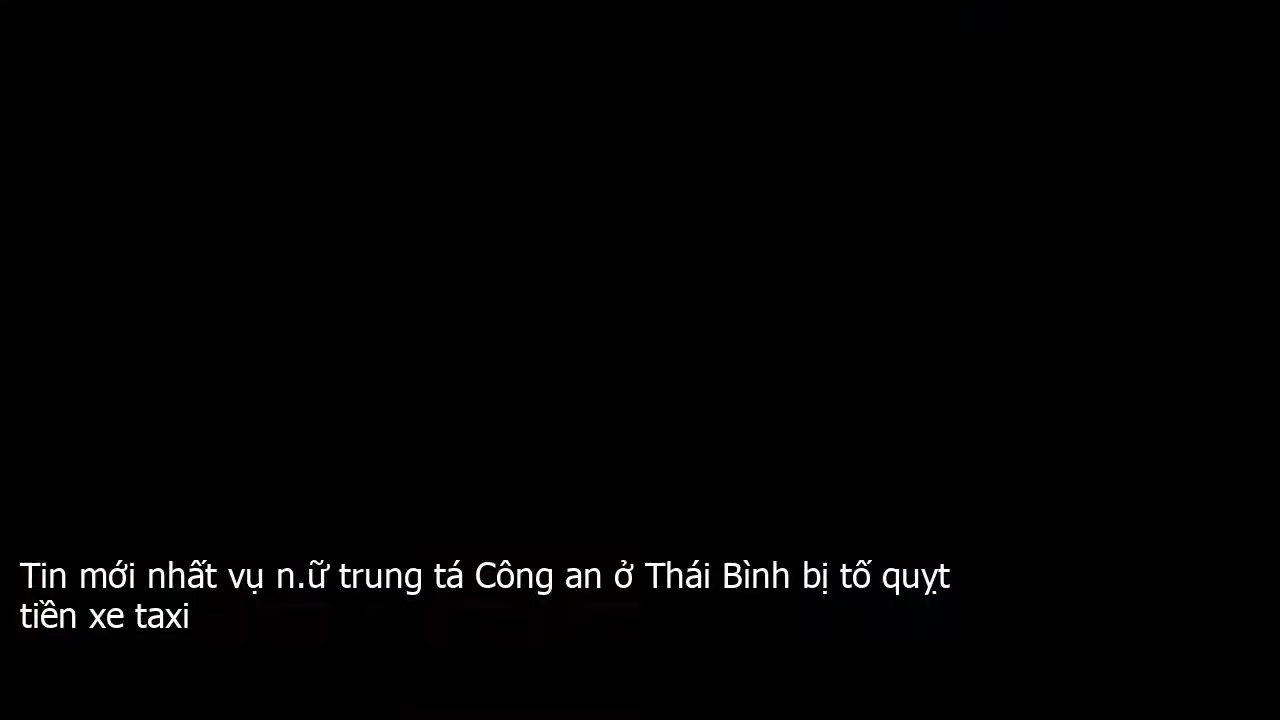 Tin mới nhất vụ n.ữ trung tá Công an ở Thái Bình bị tố quỵt
tiền xe taxi